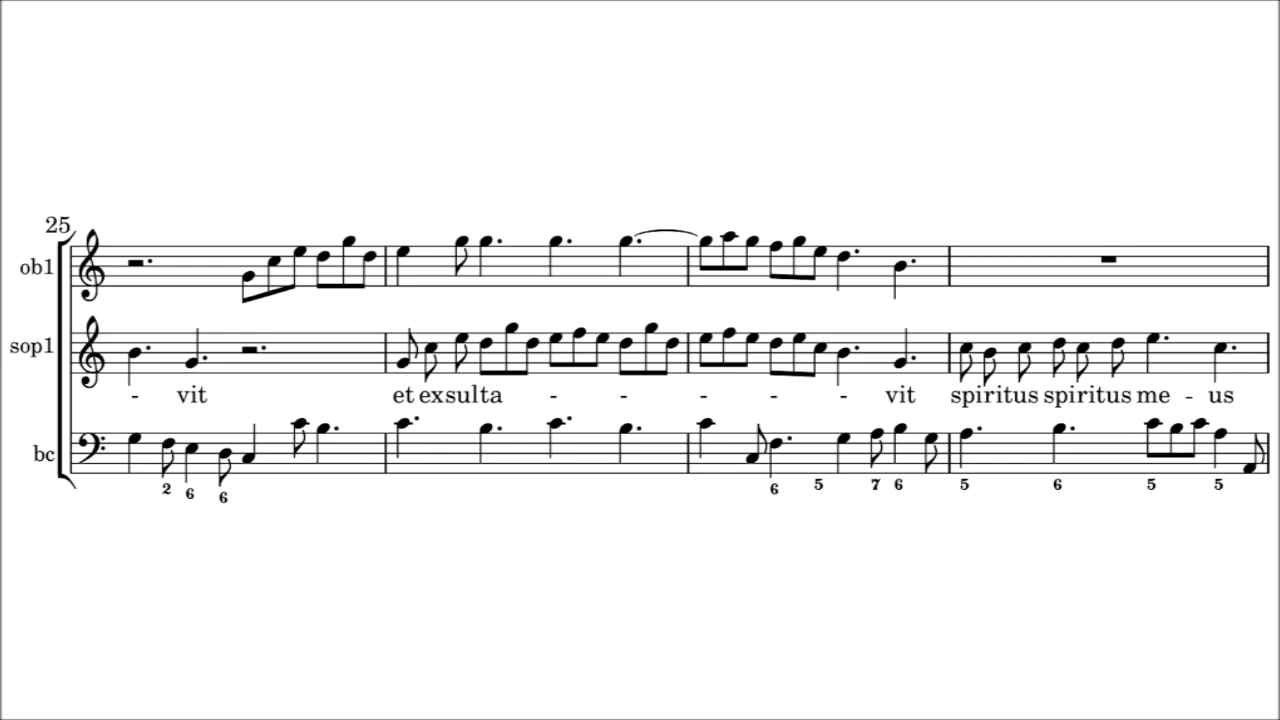 25
ob1
sop1
- vit et exsulta - - - - - vit spiritus spiritus me - us
bc
2 6 6 6 5 7 6 5 6 5 5